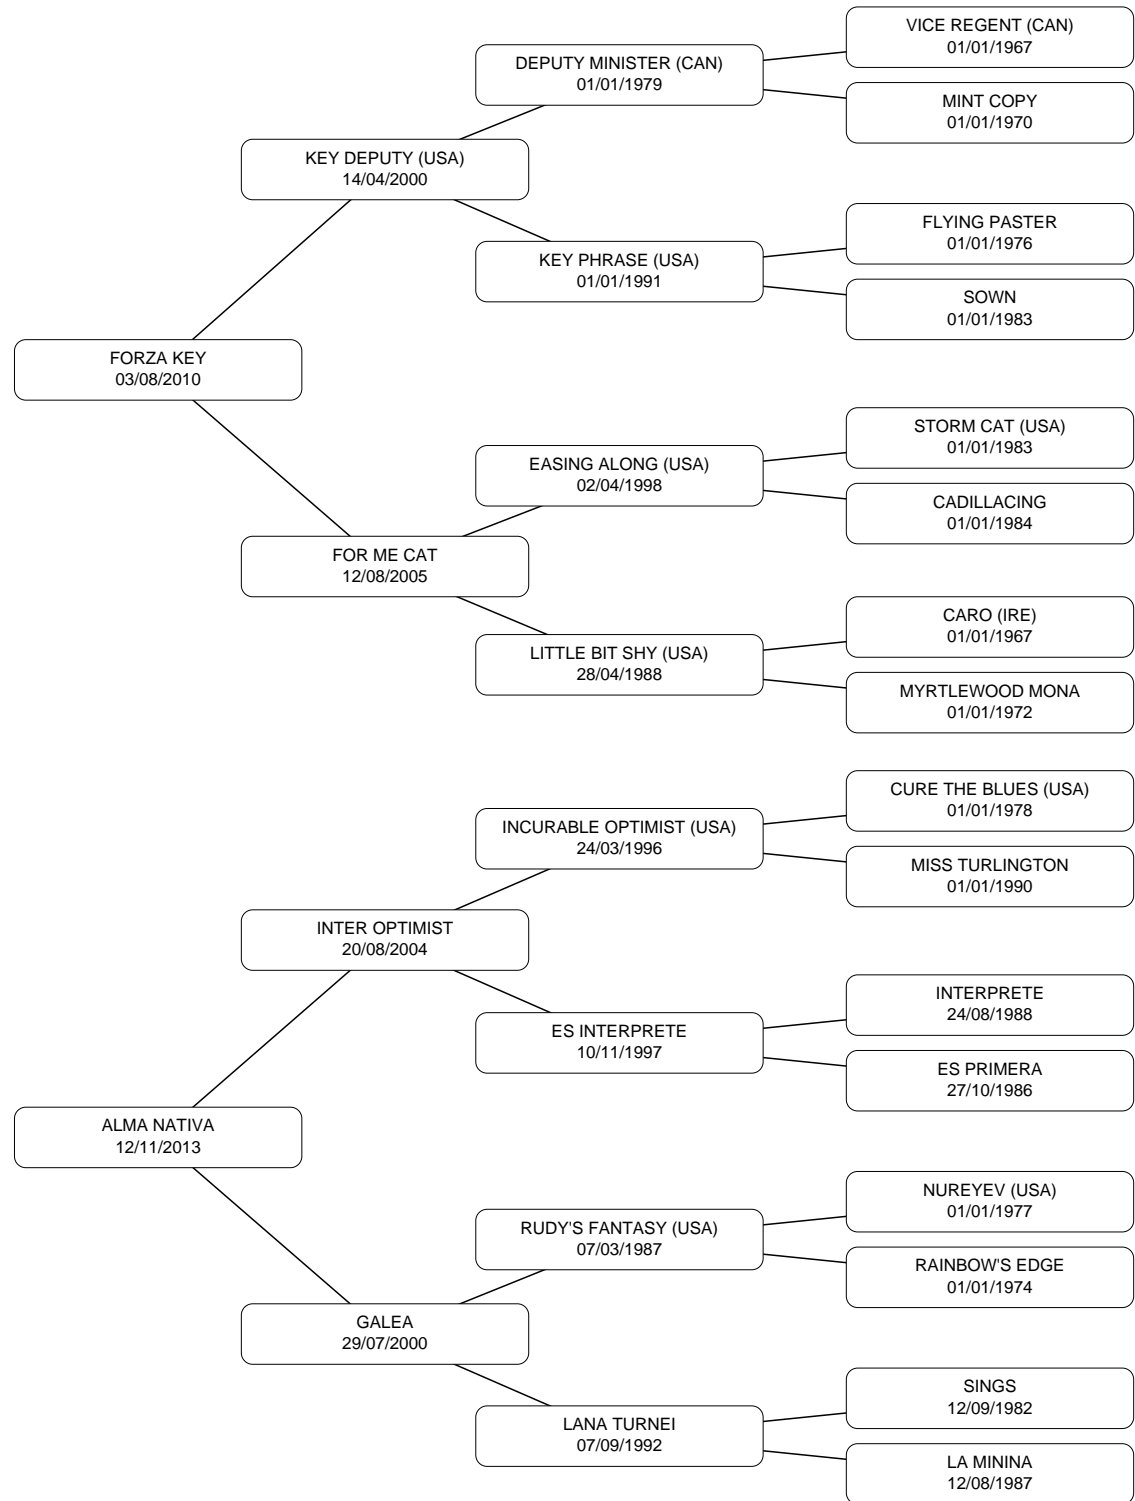 VICE REGENT (CAN)
01/01/1967
DEPUTY MINISTER (CAN)
01/01/1979
MINT COPY
01/01/1970
KEY DEPUTY (USA)
14/04/2000
FLYING PASTER
01/01/1976
KEY PHRASE (USA)
01/01/1991
SOWN
01/01/1983
FORZA KEY
03/08/2010
STORM CAT (USA)
01/01/1983
EASING ALONG (USA)
02/04/1998
CADILLACING
01/01/1984
FOR ME CAT
12/08/2005
CARO (IRE)
01/01/1967
LITTLE BIT SHY (USA)
28/04/1988
MYRTLEWOOD MONA
01/01/1972
CURE THE BLUES (USA)
01/01/1978
INCURABLE OPTIMIST (USA)
24/03/1996
MISS TURLINGTON
01/01/1990
INTER OPTIMIST
20/08/2004
INTERPRETE
24/08/1988
ES INTERPRETE
10/11/1997
ES PRIMERA
27/10/1986
ALMA NATIVA
12/11/2013
NUREYEV (USA)
01/01/1977
RUDY'S FANTASY (USA)
07/03/1987
RAINBOW'S EDGE
01/01/1974
GALEA
29/07/2000
SINGS
12/09/1982
LANA TURNEI
07/09/1992
LA MININA
12/08/1987